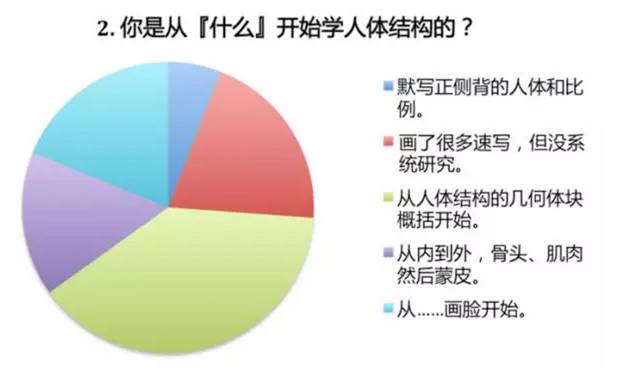 2. 你是从『什么』开始学人体结构的？
默写正侧背的人体和比
例。
画了很多速写，但没系
统研究。
从人体结构的几何体块
概括开始。
从内到外，骨头、肌肉
然后蒙皮。
从……画脸开始。